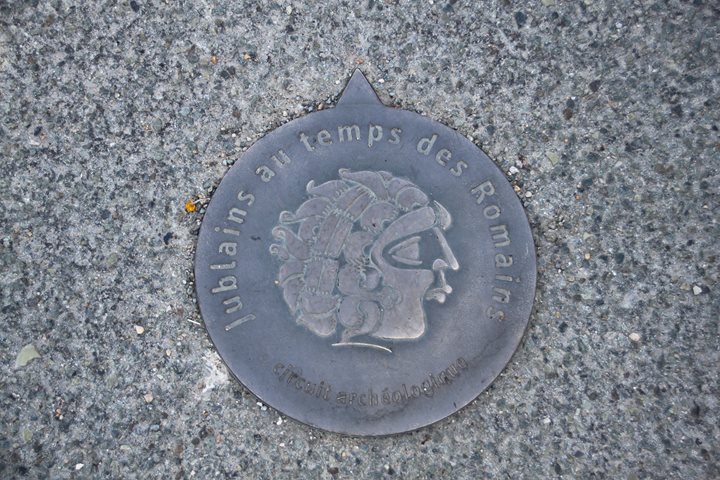 Jublains au temps des Romains
circuit archéologique